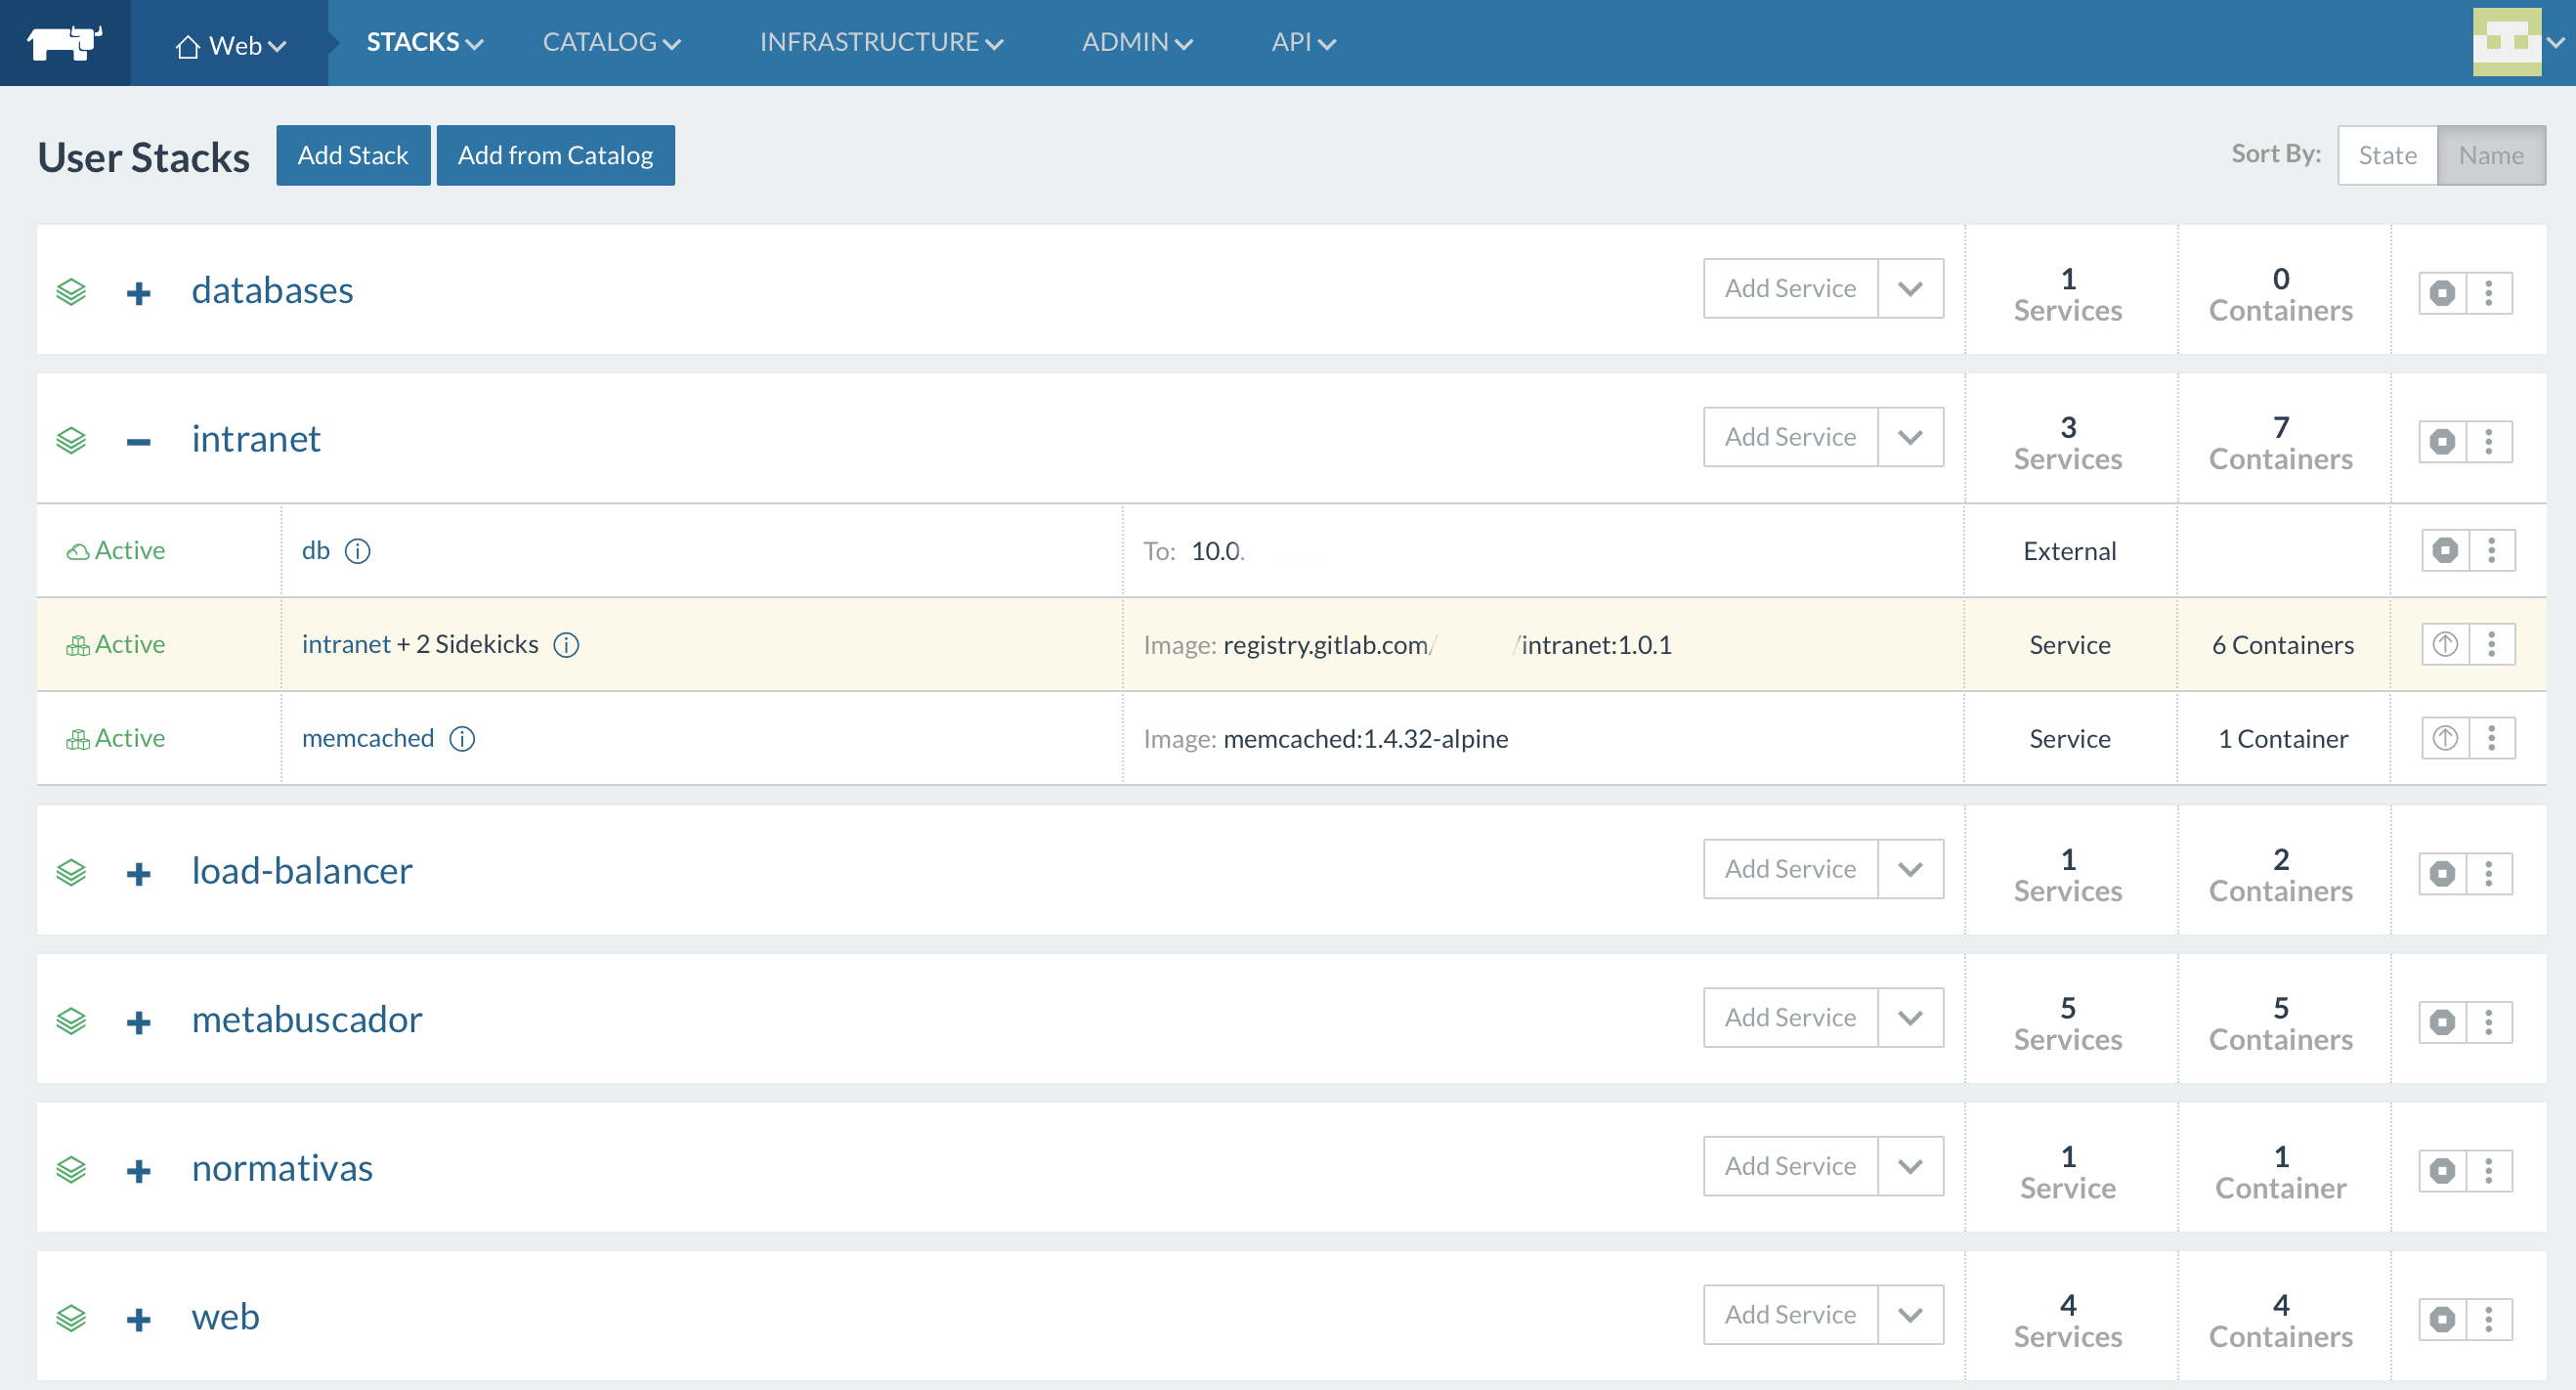 Web STACKS CATALOG INFRASTRUCTURE ADMIN API
User Stacks Add Stack Add from Catalog Sort By: State Name
databases Add Service 1 Services 0 Containers
intranet Add Service 3 Services 7 Containers
Active db To: 10.0. External
Active intranet + 2 Sidekicks Image: registry.gitlab.com/ /intranet:1.0.1 Service 6 Containers
Active memcached Image: memcached:1.4.32-alpine Service 1 Container
load-balancer Add Service 1 Services 2 Containers
metabuscador Add Service 5 Services 5 Containers
normativas Add Service 1 Service 1 Container
web Add Service 4 Services 4 Containers